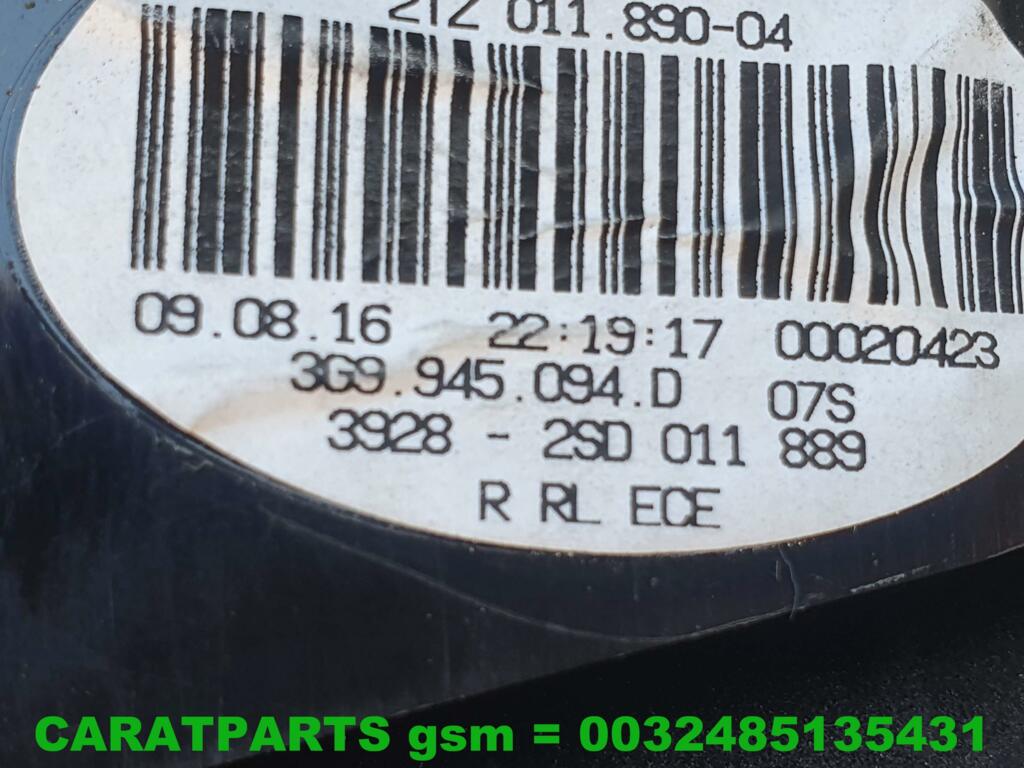 2TZ 011.890-04
09.08.16 22:19:17 00020423
3G9.945.094.D 07S
3928 - 2SD 011 889
R RL ECE
CARATPARTS gsm = 0032485135431